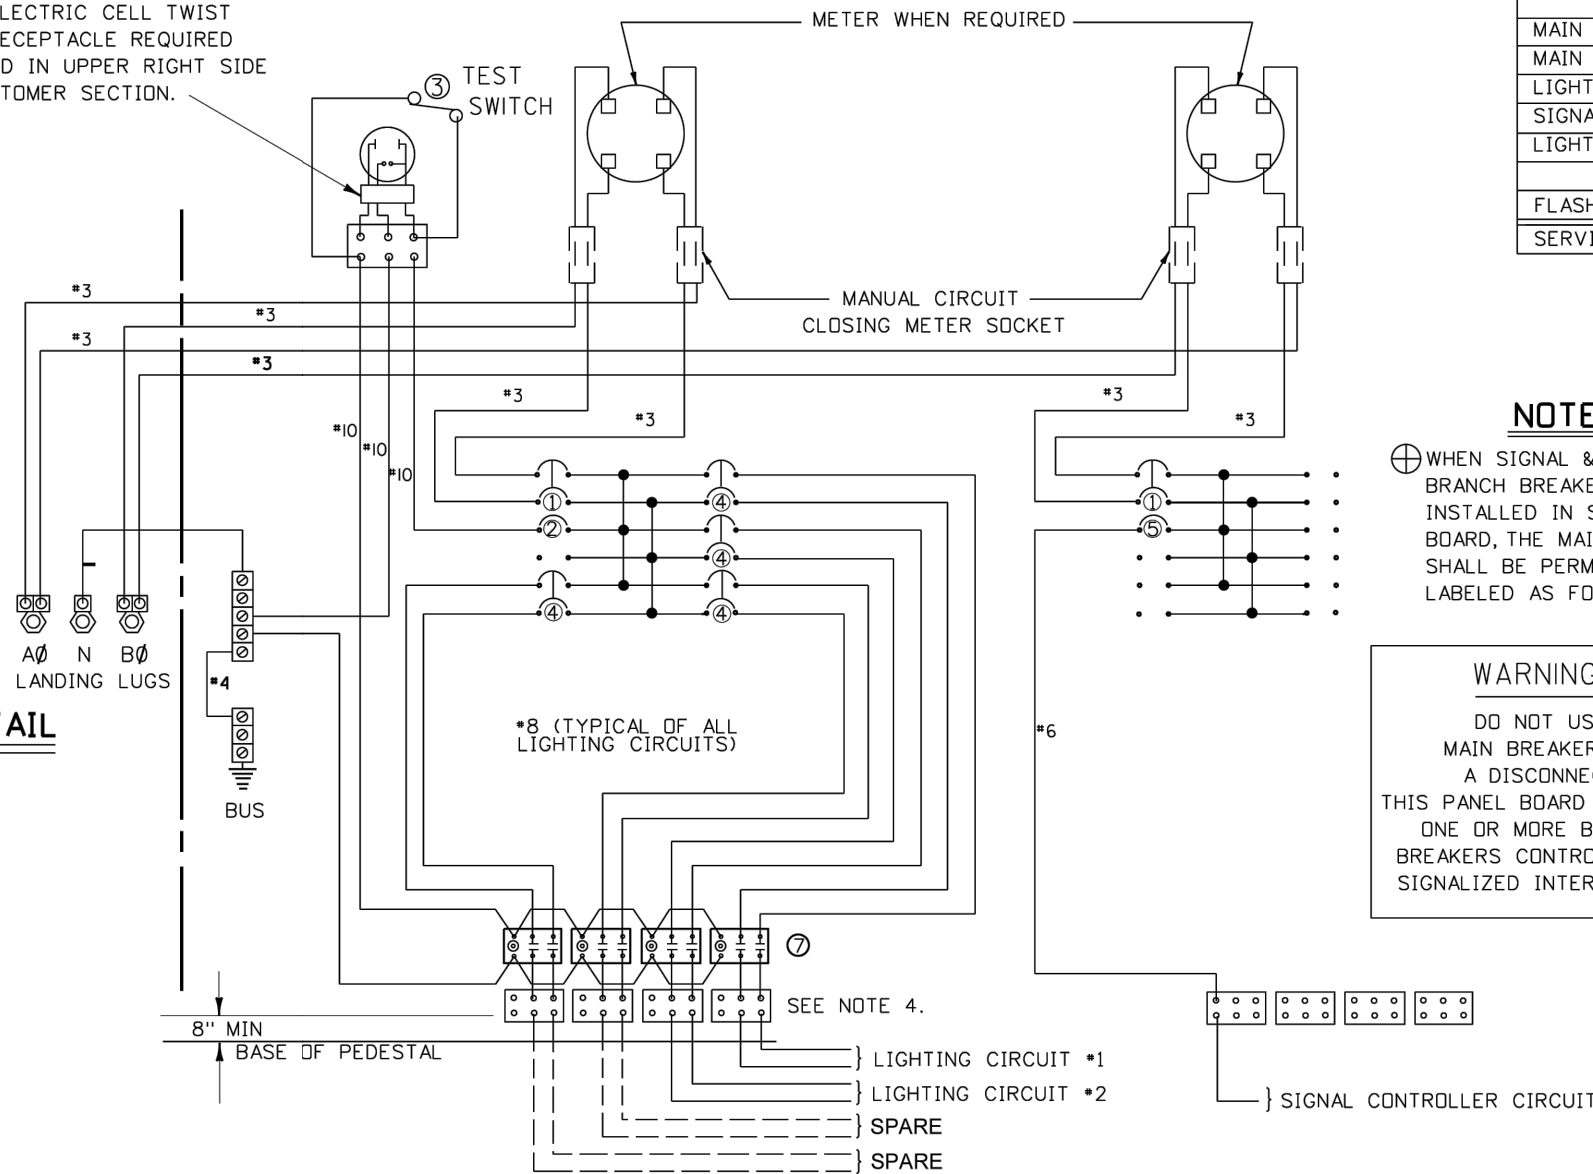 LECTRIC CELL TWIST
ECEPTACLE REQUIRED
D IN UPPER RIGHT SIDE
TOMER SECTION.
③ TEST
SWITCH
METER WHEN REQUIRED
MAIN
MAIN
LIGHT
SIGNA
LIGHT
FLASH
SERVI
MANUAL CIRCUIT
CLOSING METER SOCKET
#3
#3
#3
#3
#3
#3
#3
#3
#10
#10
#10
① ④
②
④
④ ④
①
⑤
NOTE
WHEN SIGNAL &
BRANCH BREAKE
INSTALLED IN S
BOARD, THE MAI
SHALL BE PERM
LABELED AS FO
AØ N BØ
LANDING LUGS
AIL
#4
BUS
#8 (TYPICAL OF ALL
LIGHTING CIRCUITS)
#6
WARNING
DO NOT US
MAIN BREAKER
A DISCONNE
THIS PANEL BOARD
ONE OR MORE B
BREAKERS CONTRO
SIGNALIZED INTER
⑦
SEE NOTE 4.
8" MIN
BASE OF PEDESTAL
} LIGHTING CIRCUIT #1
} LIGHTING CIRCUIT #2
} SPARE
} SPARE
} SIGNAL CONTROLLER CIRCUIT